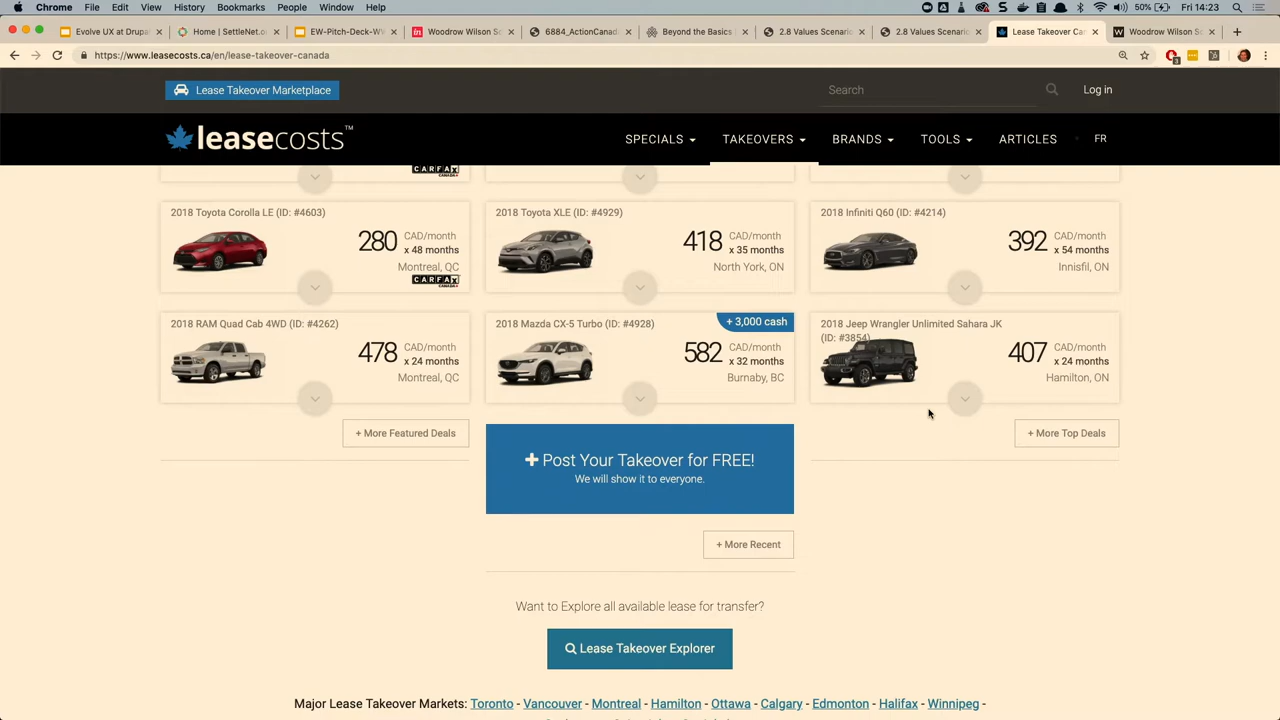 Chrome File Edit View History Bookmarks People Window Help 50% Fri 14:23
Evolve UX at Drupa
Home | SettleNet.o
EW-Pitch-Deck-W
Woodrow Wilson S
6884_ActionCanad
Beyond the Basics
2.8 Values Scenario
2.8 Values Scenario
Lease Takeover Ca
Woodrow Wilson S
https://www.leasecosts.ca/en/lease-takeover-canada
Lease Takeover Marketplace
Search
Log in
leasecosts™
SPECIALS TAKEOVERS BRANDS TOOLS ARTICLES FR
CARFAX
2018 Toyota Corolla LE (ID: #4603)
280 CAD/month
x 48 months
Montreal, QC
CARFAX
CANADA
2018 Toyota XLE (ID: #4929)
418 CAD/month
x 35 months
North York, ON
2018 Infiniti Q60 (ID: #4214)
392 CAD/month
x 54 months
Innisfil, ON
2018 RAM Quad Cab 4WD (ID: #4262)
478 CAD/month
x 24 months
Montreal, QC
2018 Mazda CX-5 Turbo (ID: #4928)
+ 3,000 cash
582 CAD/month
x 32 months
Burnaby, BC
2018 Jeep Wrangler Unlimited Sahara JK
(ID: #3854)
407 CAD/month
x 24 months
Hamilton, ON
+ More Featured Deals
+ Post Your Takeover for FREE!
We will show it to everyone.
+ More Top Deals
+ More Recent
Want to Explore all available lease for transfer?
Lease Takeover Explorer
Major Lease Takeover Markets: Toronto - Vancouver - Montreal - Hamilton - Ottawa - Calgary - Edmonton - Halifax - Winnipeg -